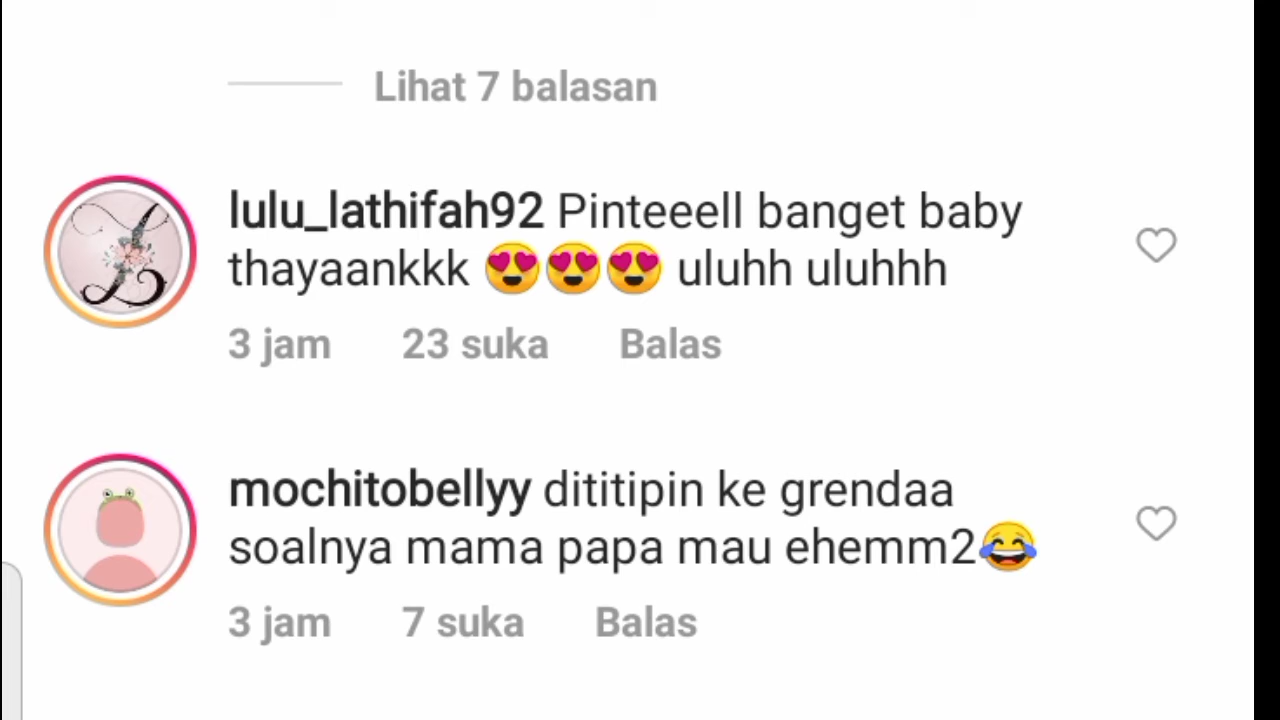 Lihat 7 balasan
lulu_lathifah92 Pinteeell banget baby
thayaankkk 😍😍😍 uluhh uluhhh
3 jam 23 suka Balas
mochitobellyy dititipin ke grendaa
soalnya mama papa mau ehemm2😂
3 jam 7 suka Balas